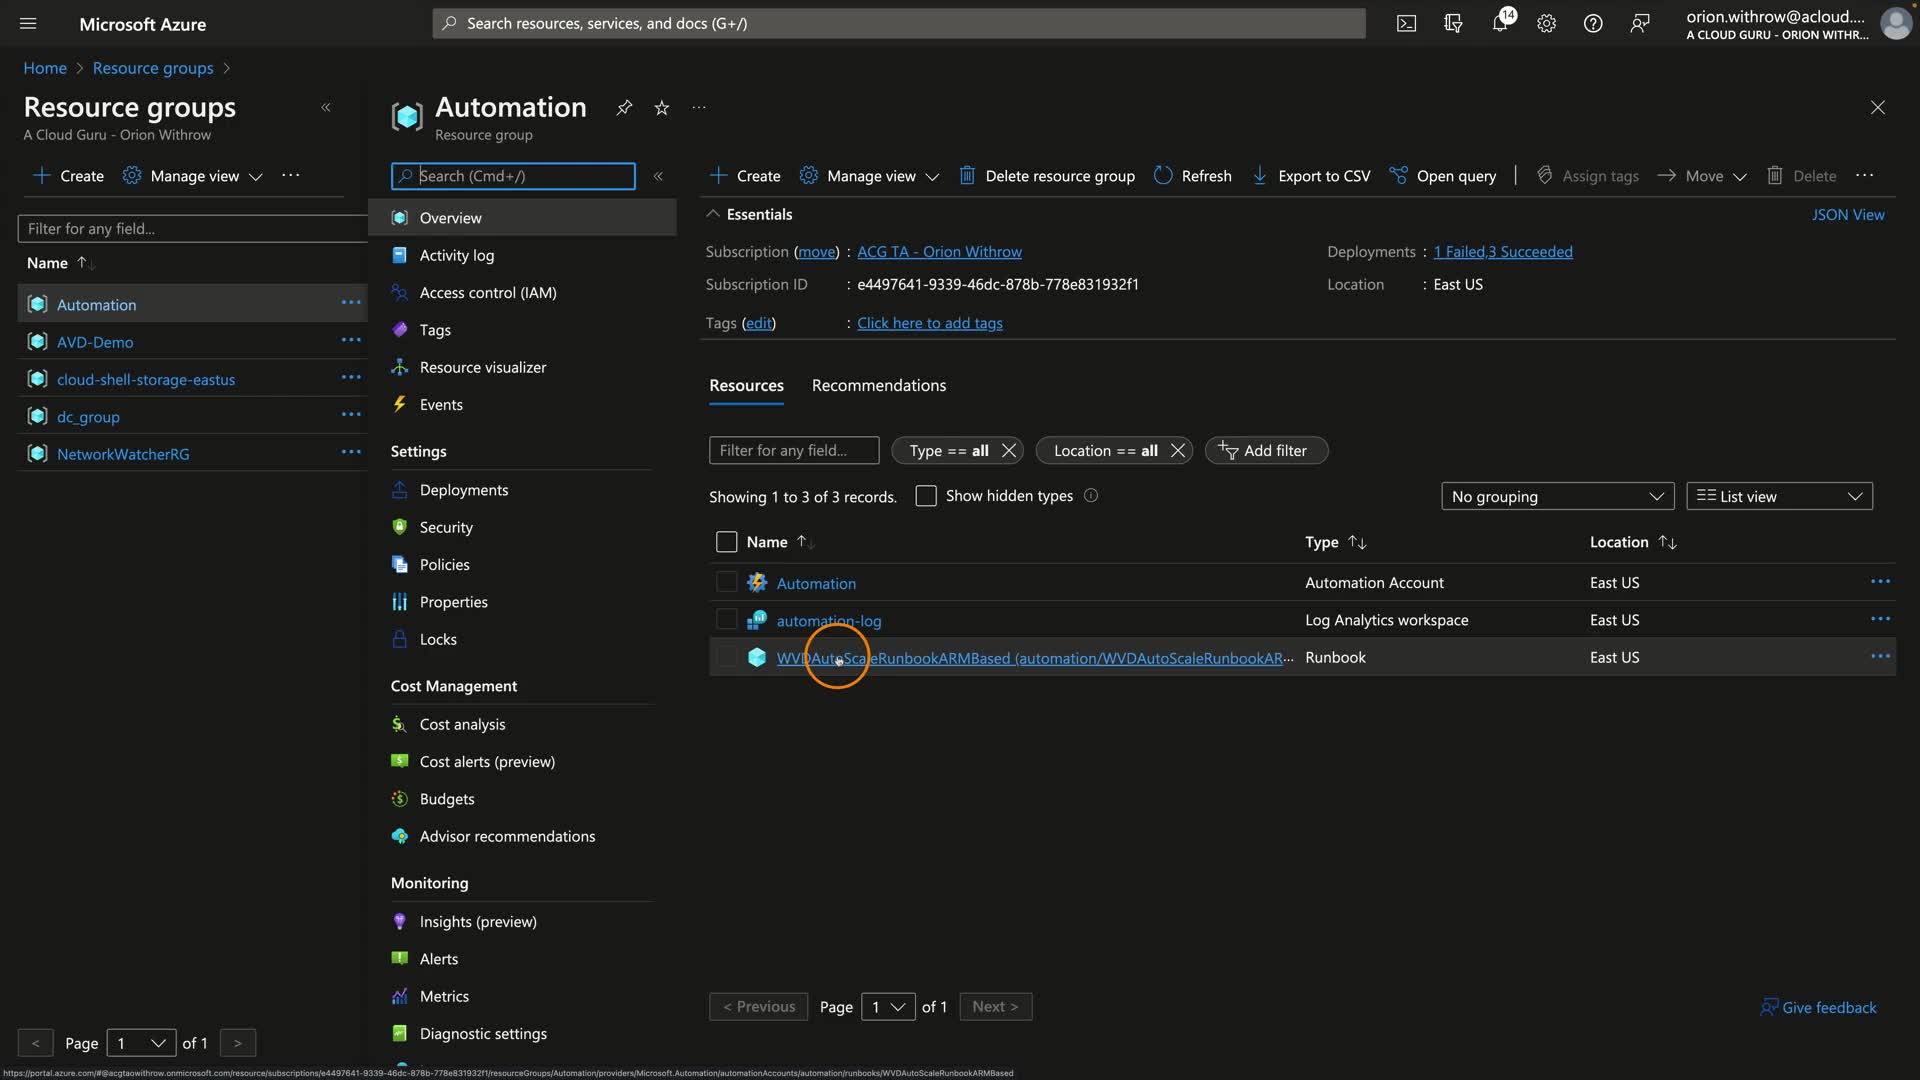 Microsoft Azure
Search resources, services, and docs (G+/)
14
orion.withrow@acloud....
A CLOUD GURU - ORION WITHR...
Home > Resource groups >
Resource groups
A Cloud Guru - Orion Withrow
Create
Manage view
Filter for any field...
Name
Automation
AVD-Demo
cloud-shell-storage-eastus
dc_group
NetworkWatcherRG
< Page 1 of 1 >
Automation
Resource group
Search (Cmd+/)
Overview
Activity log
Access control (IAM)
Tags
Resource visualizer
Events
Settings
Deployments
Security
Policies
Properties
Locks
Cost Management
Cost analysis
Cost alerts (preview)
Budgets
Advisor recommendations
Monitoring
Insights (preview)
Alerts
Metrics
Diagnostic settings
Create Manage view Delete resource group Refresh Export to CSV Open query Assign tags Move Delete
Essentials
JSON View
Subscription (move) : ACG TA - Orion Withrow
Deployments : 1 Failed,3 Succeeded
Subscription ID : e4497641-9339-46dc-878b-778e831932f1
Location : East US
Tags (edit) : Click here to add tags
Resources Recommendations
Filter for any field... Type == all Location == all Add filter
Showing 1 to 3 of 3 records. Show hidden types
No grouping List view
Name Type Location
Automation Automation Account East US
automation-log Log Analytics workspace East US
WVDAutoScaleRunbookARMBased (automation/WVDAutoScaleRunbookAR... Runbook East US
< Previous Page 1 of 1 Next >
Give feedback
https://portal.azure.com/#@acgtaowithrow.onmicrosoft.com/resource/subscriptions/e4497641-9339-46dc-878b-778e831932f1/resourceGroups/Automation/providers/Microsoft.Automation/automationAccounts/automation/runbooks/WVDAutoScaleRunbookARMBased